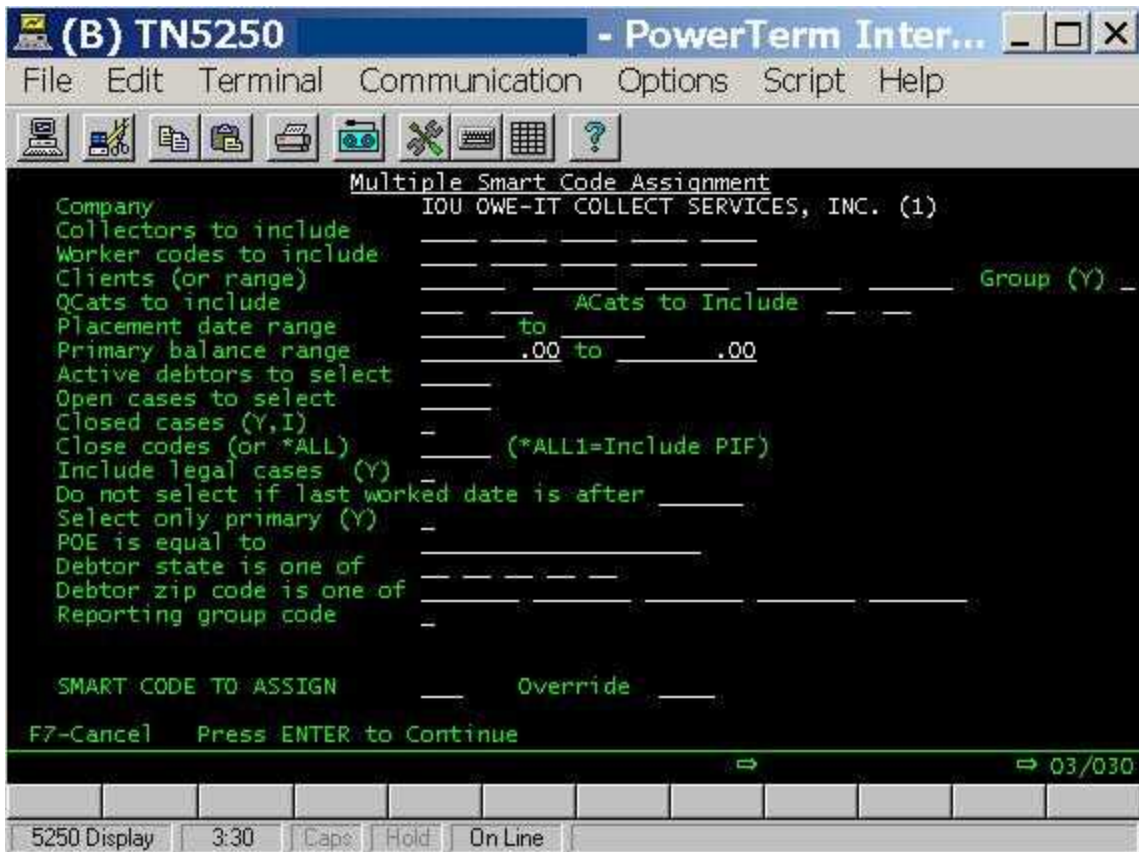 (B) TN5250 - PowerTerm Inter...
File Edit Terminal Communication Options Script Help
Multiple Smart Code Assignment
Company IOU OWE-IT COLLECT SERVICES, INC. (1)
Collectors to include
Worker codes to include
Clients (or range) Group (Y)
QCats to include ACats to Include
Placement date range to
Primary balance range .00 to .00
Active debtors to select
Open cases to select
Closed cases (Y,I)
Close codes (or *ALL) (*ALL1=Include PIF)
Include legal cases (Y)
Do not select if last worked date is after
Select only primary (Y)
POE is equal to
Debtor state is one of
Debtor zip code is one of
Reporting group code
SMART CODE TO ASSIGN Override
F7-Cancel Press ENTER to Continue
03/030
5250 Display 3:30 Caps Hold On Line